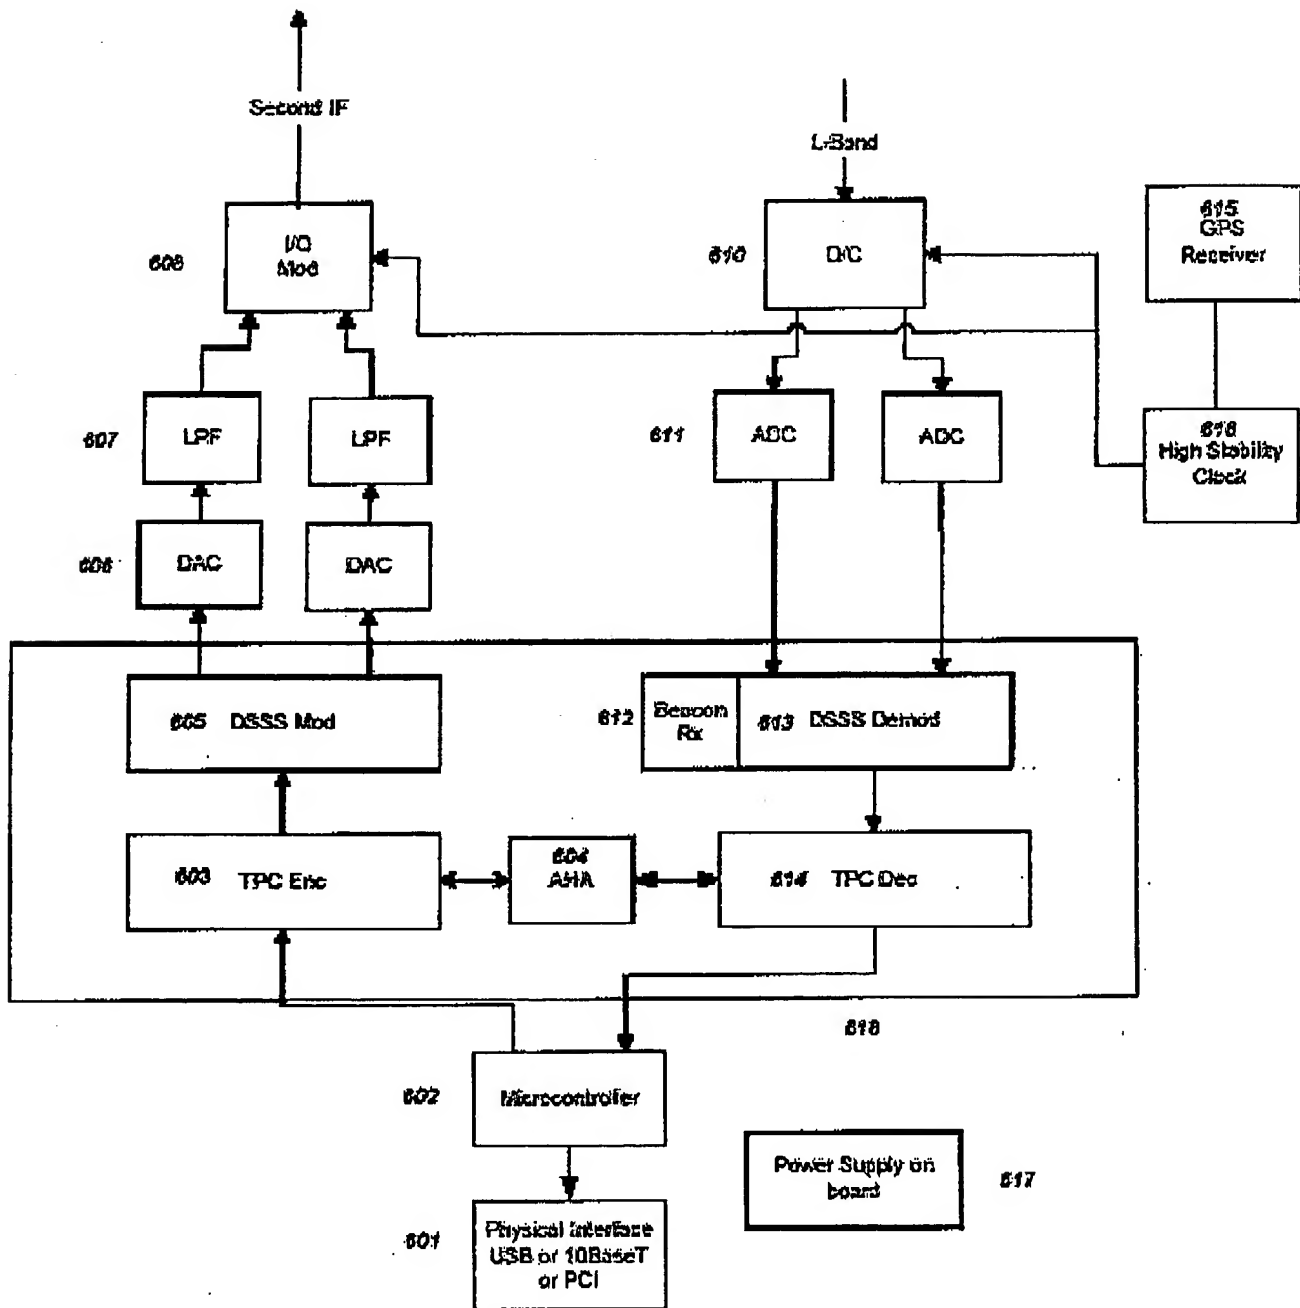 Second IF
L-Band
608
I/Q
Mod
610
D/C
615
GPS
Receiver
607
LPF
LPF
611
ADC
ADC
616
High Stability
Clock
606
DAC
DAC
605 DSSS Mod
612
Beacon
Rx
613 DSSS Demod
603 TPC Enc
604
AHA
614 TPC Dec
618
602
Microcontroller
Power Supply on
board
617
601
Physical Interface
USB or 10BaseT
or PCI